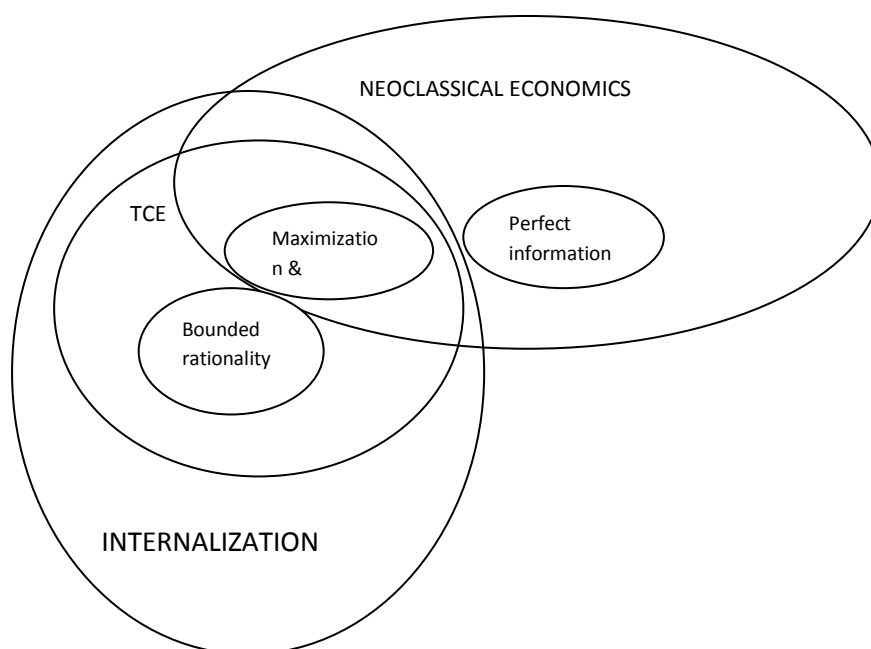 NEOCLASSICAL ECONOMICS
TCE
Maximizatio
n &
Perfect
information
Bounded
rationality
INTERNALIZATION